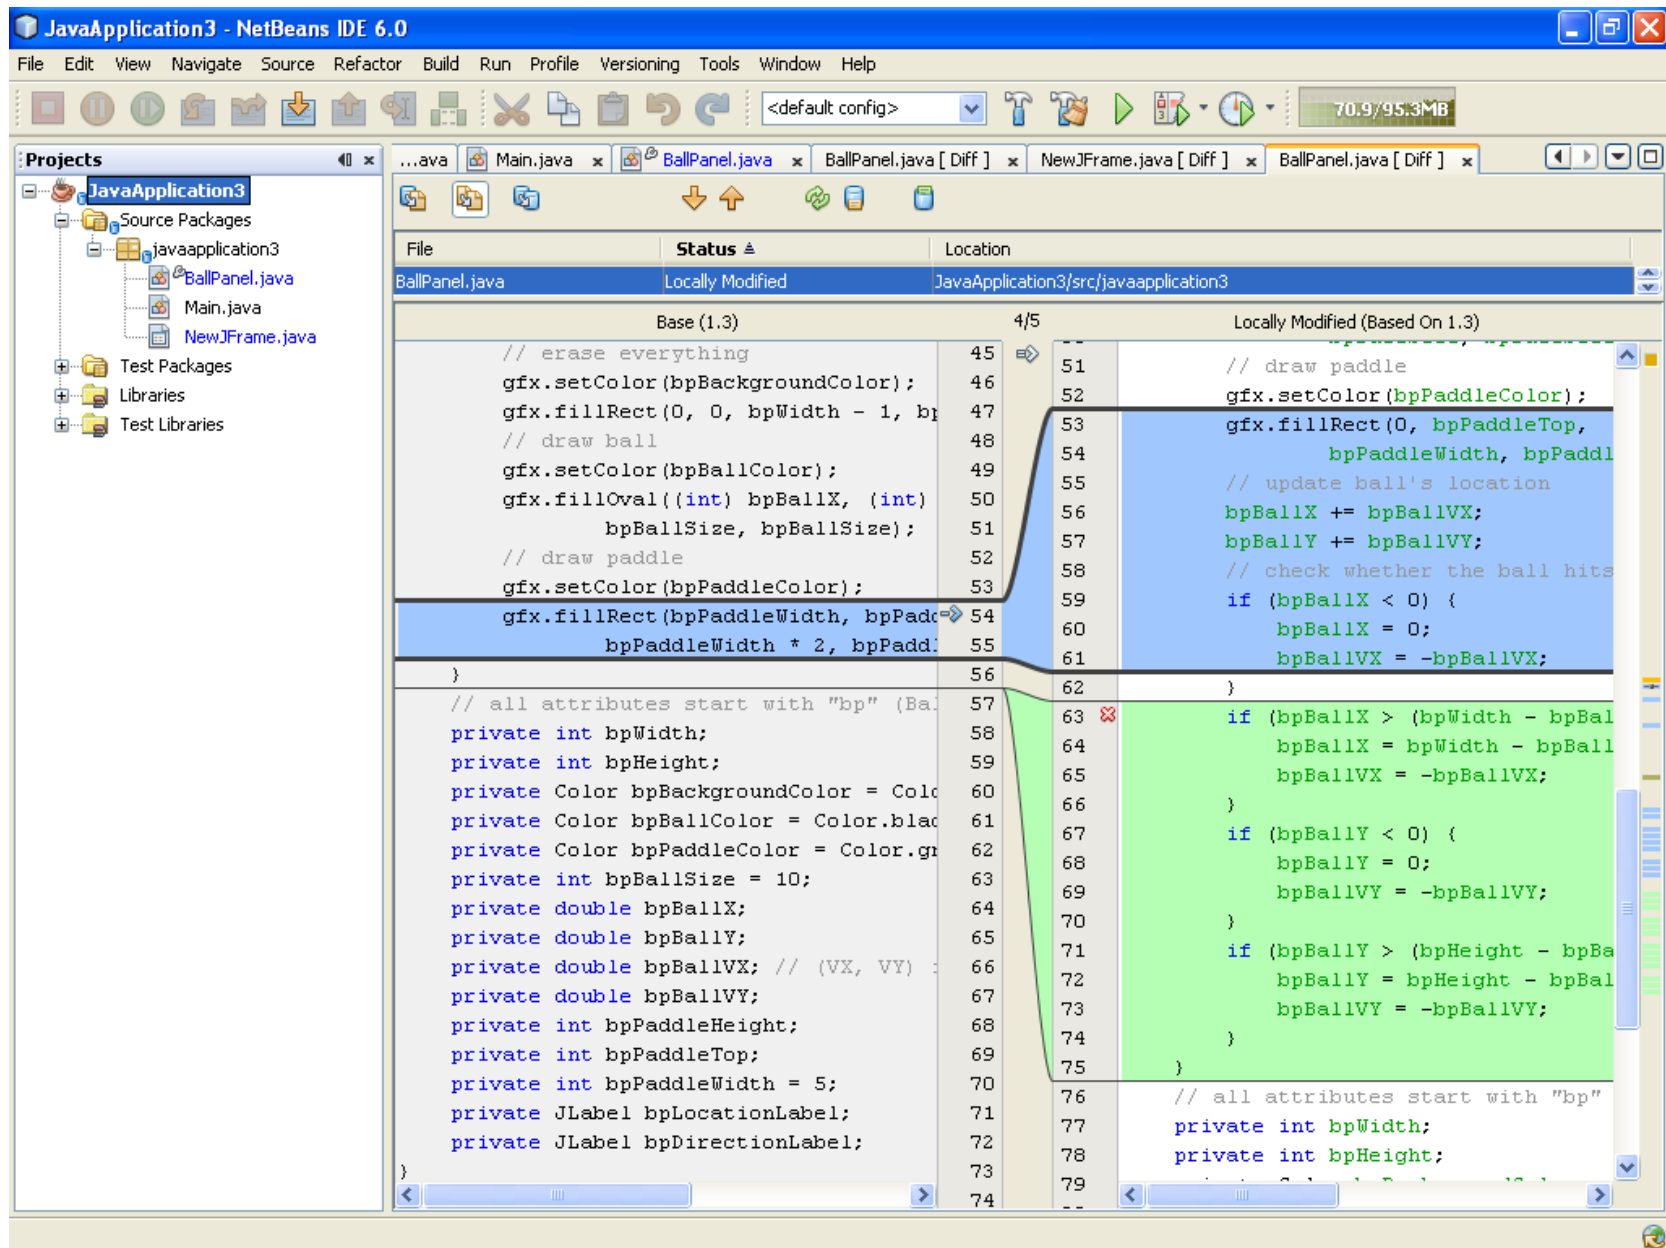 JavaApplication3 - NetBeans IDE 6.0
File Edit View Navigate Source Refactor Build Run Profile Versioning Tools Window Help
<default config>
70.9/95.3MB
Projects
JavaApplication3
Source Packages
javaapplication3
BallPanel.java
Main.java
NewJFrame.java
Test Packages
Libraries
Test Libraries
...ava Main.java BallPanel.java BallPanel.java [ Diff ] NewJFrame.java [ Diff ] BallPanel.java [ Diff ]
File Status Location
BallPanel.java Locally Modified JavaApplication3/src/javaapplication3
Base (1.3) 4/5 Locally Modified (Based On 1.3)
// erase everything 45
gfx.setColor(bpBackgroundColor); 46
gfx.fillRect(0, 0, bpWidth - 1, bp 47
// draw ball 48
gfx.setColor(bpBallColor); 49
gfx.fillOval((int) bpBallX, (int) 50
bpBallSize, bpBallSize); 51
// draw paddle 52
gfx.setColor(bpPaddleColor); 53
gfx.fillRect(bpPaddleWidth, bpPadd 54
bpPaddleWidth * 2, bpPaddl 55
} 56
// all attributes start with "bp" (Bal 57
private int bpWidth; 58
private int bpHeight; 59
private Color bpBackgroundColor = Colo 60
private Color bpBallColor = Color.blac 61
private Color bpPaddleColor = Color.gr 62
private int bpBallSize = 10; 63
private double bpBallX; 64
private double bpBallY; 65
private double bpBallVX; // (VX, VY) 66
private double bpBallVY; 67
private int bpPaddleHeight; 68
private int bpPaddleTop; 69
private int bpPaddleWidth = 5; 70
private JLabel bpLocationLabel; 71
private JLabel bpDirectionLabel; 72
} 73
74
51 // draw paddle
52 gfx.setColor(bpPaddleColor);
53 gfx.fillRect(0, bpPaddleTop,
54 bpPaddleWidth, bpPaddl
55 // update ball's location
56 bpBallX += bpBallVX;
57 bpBallY += bpBallVY;
58 // check whether the ball hits
59 if (bpBallX < 0) {
60 bpBallX = 0;
61 bpBallVX = -bpBallVX;
62 }
63 if (bpBallX > (bpWidth - bpBal
64 bpBallX = bpWidth - bpBall
65 bpBallVX = -bpBallVX;
66 }
67 if (bpBallY < 0) {
68 bpBallY = 0;
69 bpBallVY = -bpBallVY;
70 }
71 if (bpBallY > (bpHeight - bpBa
72 bpBallY = bpHeight - bpBal
73 bpBallVY = -bpBallVY;
74 }
75 }
76 // all attributes start with "bp"
77 private int bpWidth;
78 private int bpHeight;
79